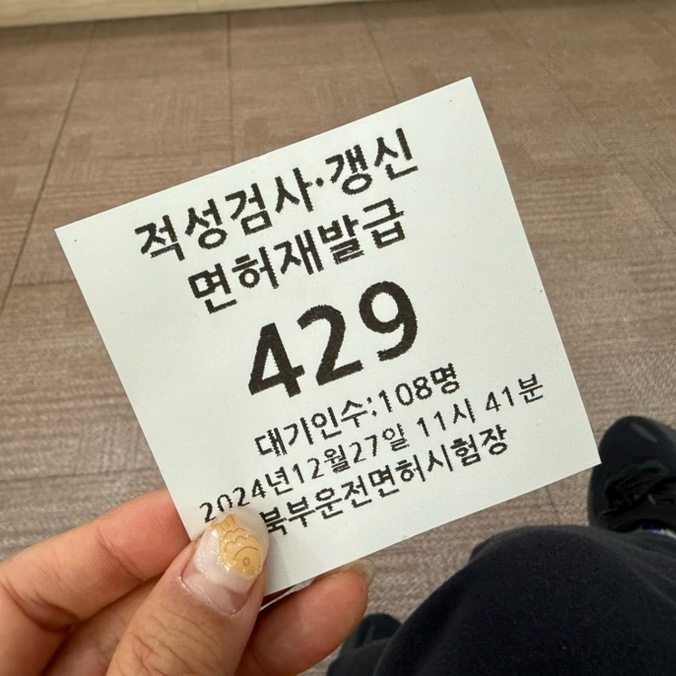 적성검사·갱신
면허재발급
429
대기인수:108명
2024년12월27일 11시 41분
북부운전면허시험장